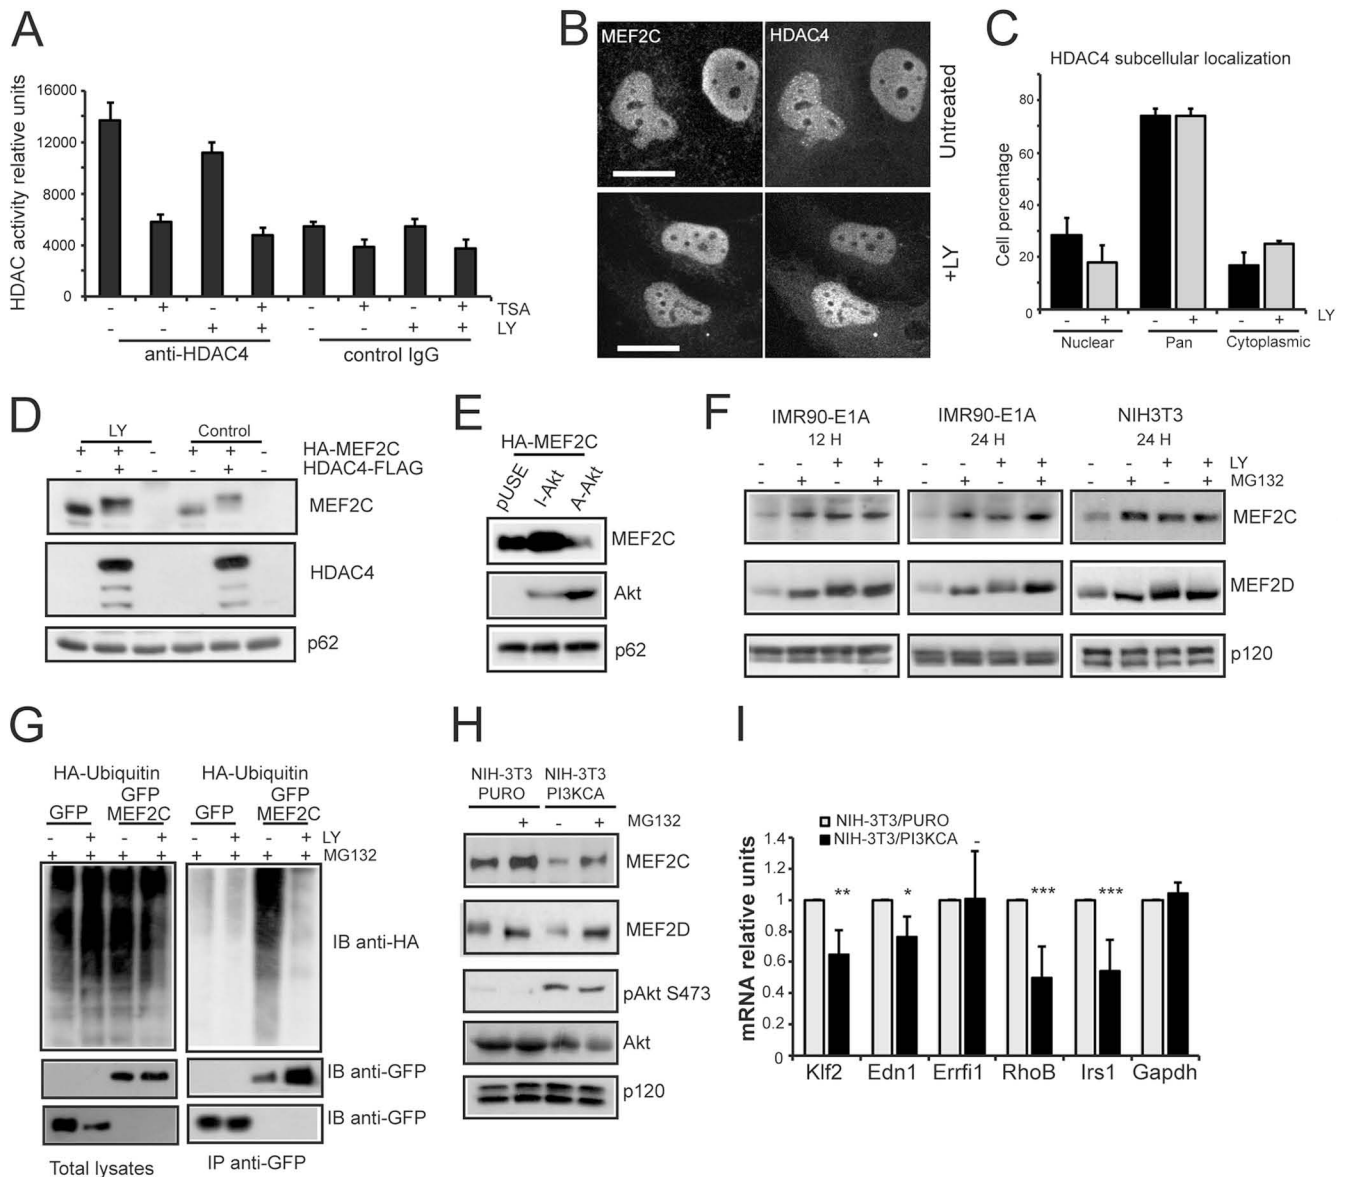 A
HDAC activity relative units
16000
12000
8000
4000
0
- + - + - + - + TSA
- - + + - - + + LY
anti-HDAC4 control IgG
B
MEF2C HDAC4
Untreated
+LY
C
HDAC4 subcellular localization
Cell percentage
80
60
40
20
0
- + - + - + LY
Nuclear Pan Cytoplasmic
D
LY Control
+ + - + + - HA-MEF2C
- + - + HDAC4-FLAG
MEF2C
HDAC4
p62
E
HA-MEF2C
pUSE I-Akt A-Akt
MEF2C
Akt
p62
F
IMR90-E1A IMR90-E1A NIH3T3
12 H 24 H 24 H
- - + + - - + + - - + + LY
- + - + - + - + - + - + MG132
MEF2C
MEF2D
p120
G
HA-Ubiquitin HA-Ubiquitin
GFP GFP
GFP MEF2C GFP MEF2C
- + - + - + - + LY
+ + + + + + + + MG132
IB anti-HA
IB anti-GFP
IB anti-GFP
Total lysates IP anti-GFP
H
NIH-3T3 NIH-3T3
PURO PI3KCA
+ - + MG132
MEF2C
MEF2D
pAkt S473
Akt
p120
I
NIH-3T3/PURO
NIH-3T3/PI3KCA
mRNA relative units
1.4
1.2
1
0.8
0.6
0.4
0.2
0
** * - *** ***
Klf2 Edn1 Errfi1 RhoB Irs1 Gapdh